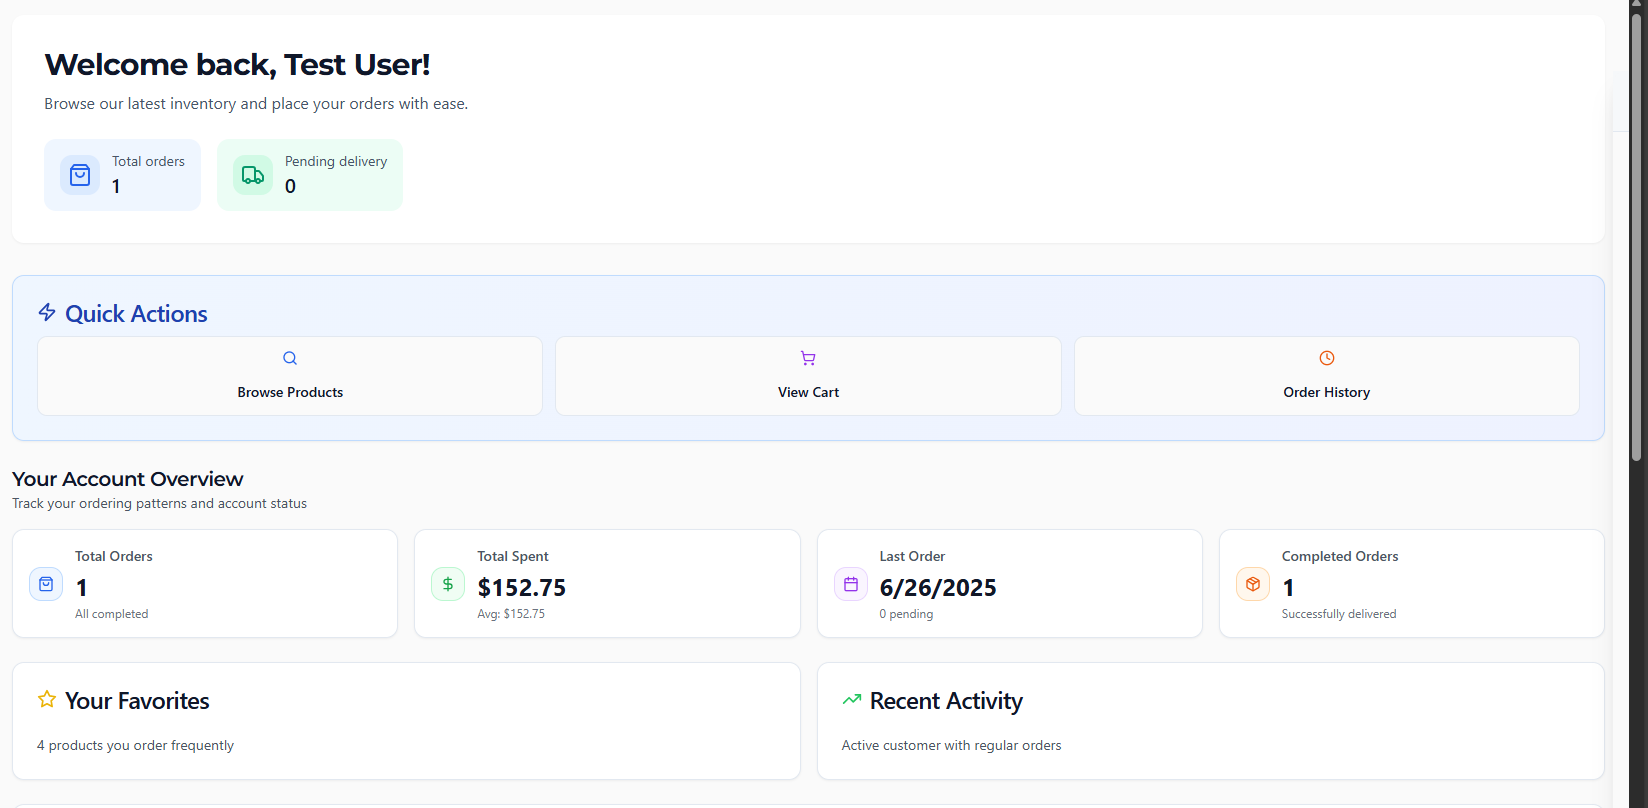 Welcome back, Test User!
Browse our latest inventory and place your orders with ease.
Total orders
1
Pending delivery
0
Quick Actions
Browse Products
View Cart
Order History
Your Account Overview
Track your ordering patterns and account status
Total Orders
1
All completed
Total Spent
$152.75
Avg: $152.75
Last Order
6/26/2025
0 pending
Completed Orders
1
Successfully delivered
Your Favorites
4 products you order frequently
Recent Activity
Active customer with regular orders